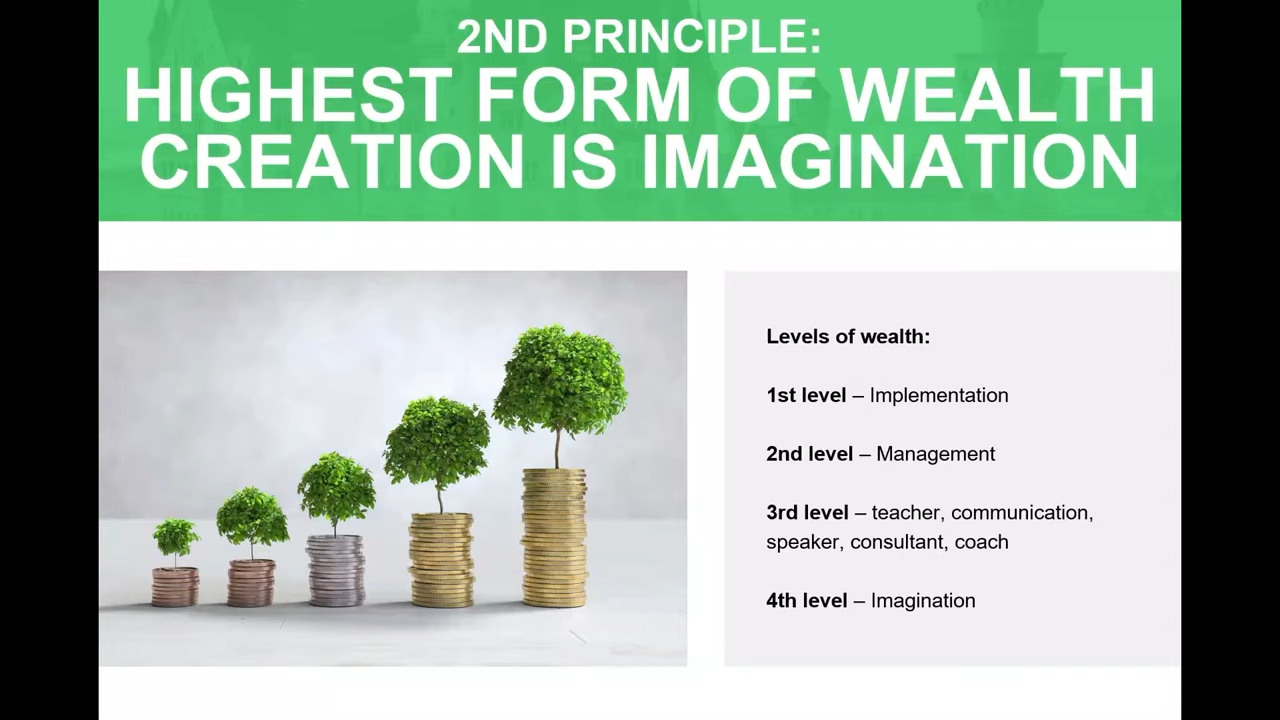 2ND PRINCIPLE:
HIGHEST FORM OF WEALTH
CREATION IS IMAGINATION
Levels of wealth:
1st level – Implementation
2nd level – Management
3rd level – teacher, communication,
speaker, consultant, coach
4th level – Imagination